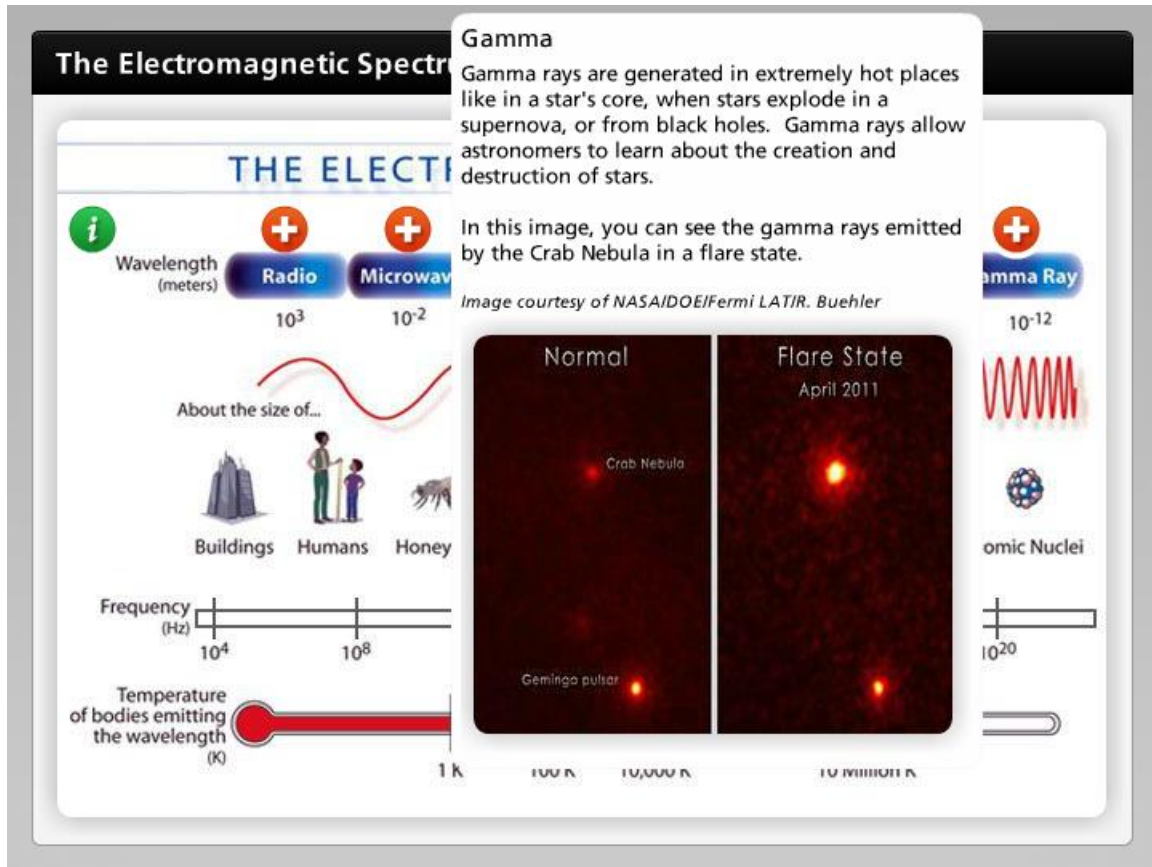 The Electromagnetic Spectr
THE ELECT
Wavelength
(meters)
Radio
Microwav
10³
10⁻²
About the size of...
Buildings
Humans
Honey
Frequency
(Hz)
10⁴
10⁸
Temperature
of bodies emitting
the wavelength
(K)
1 K
100 K
10,000 K
10 Million K
Gamma
Gamma rays are generated in extremely hot places
like in a star's core, when stars explode in a
supernova, or from black holes. Gamma rays allow
astronomers to learn about the creation and
destruction of stars.
In this image, you can see the gamma rays emitted
by the Crab Nebula in a flare state.
Image courtesy of NASA/DOE/Fermi LAT/R. Buehler
Normal
Crab Nebula
Geminga pulsar
Flare State
April 2011
amma Ray
10⁻¹²
omic Nuclei
10²⁰